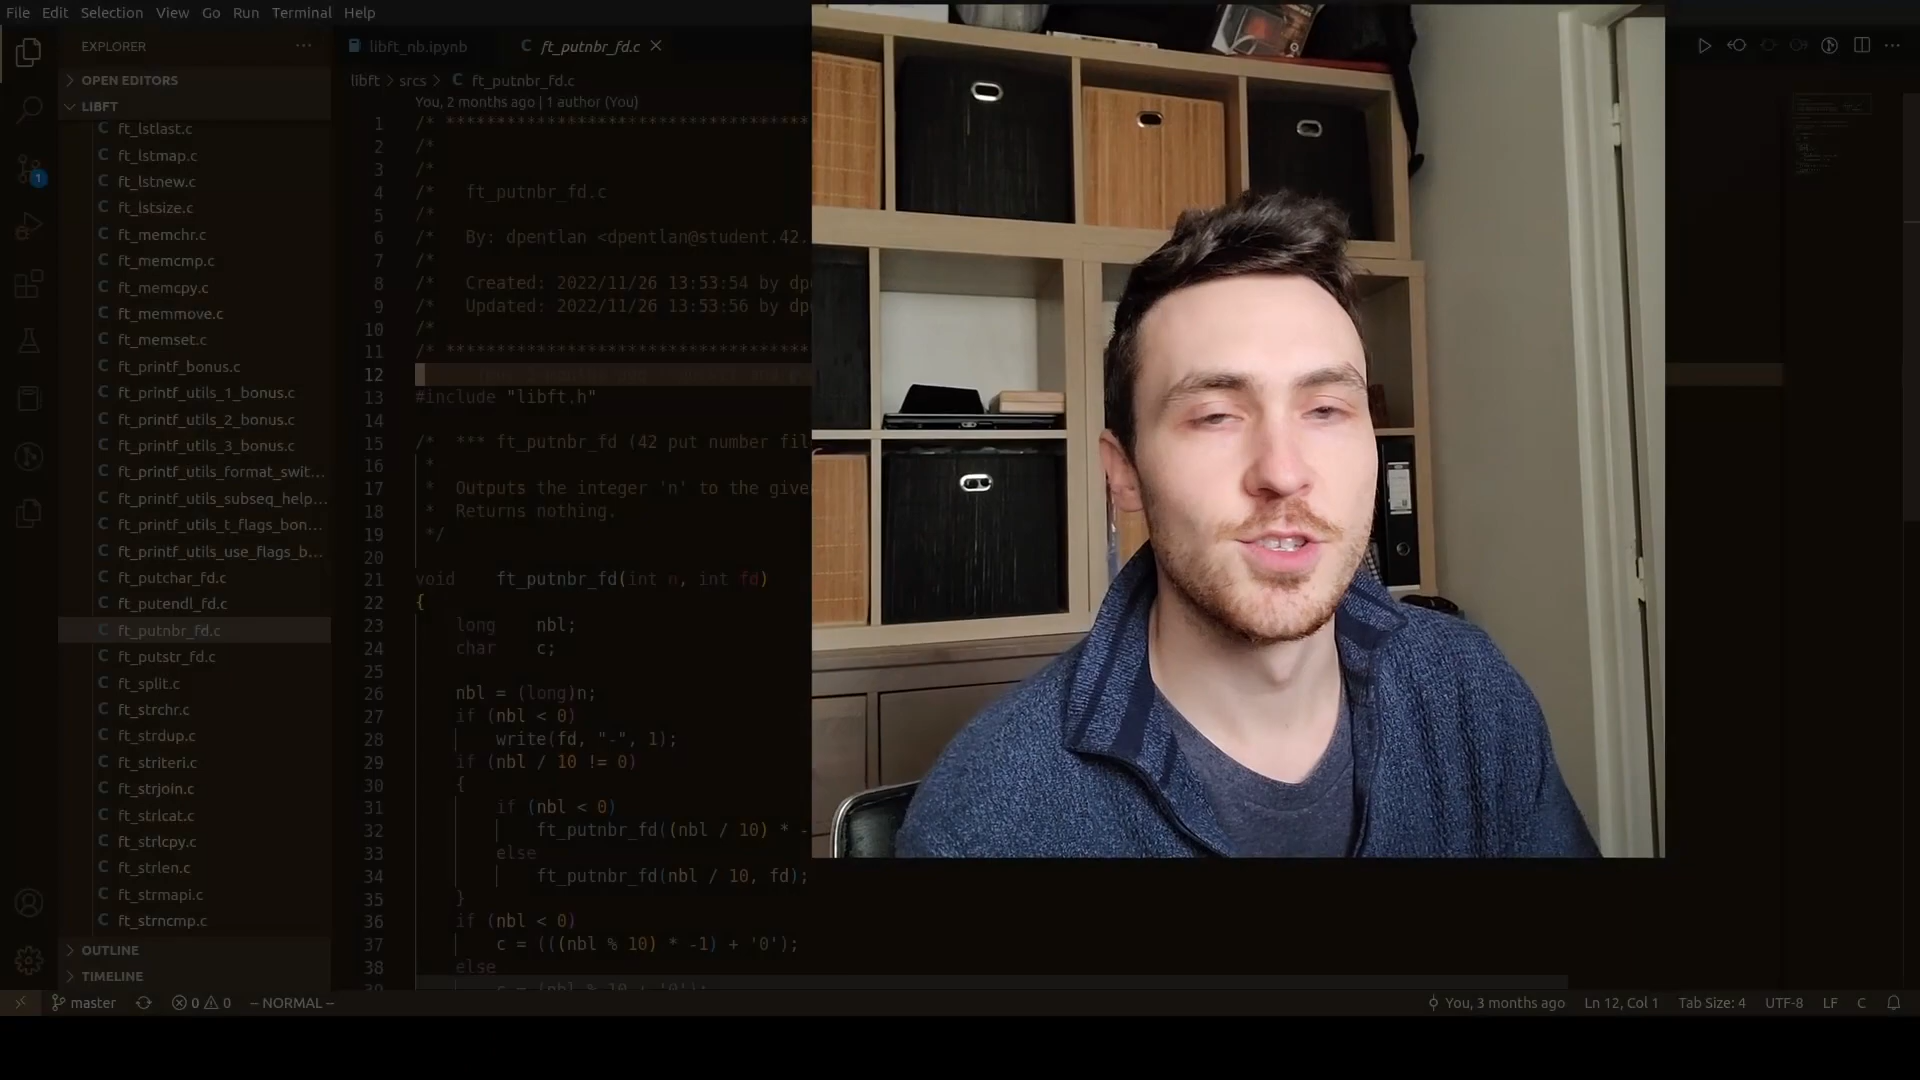 File Edit Selection View Go Run Terminal Help
EXPLORER
OPEN EDITORS
LIBFT
ft_lstlast.c
ft_lstmap.c
ft_lstnew.c
ft_lstsize.c
ft_memchr.c
ft_memcmp.c
ft_memcpy.c
ft_memmove.c
ft_memset.c
ft_printf_bonus.c
ft_printf_utils_1_bonus.c
ft_printf_utils_2_bonus.c
ft_printf_utils_3_bonus.c
ft_printf_utils_format_swit...
ft_printf_utils_subseq_help...
ft_printf_utils_t_flags_bon...
ft_printf_utils_use_flags_b...
ft_putchar_fd.c
ft_putendl_fd.c
ft_putnbr_fd.c
ft_putstr_fd.c
ft_split.c
ft_strchr.c
ft_strdup.c
ft_striteri.c
ft_strjoin.c
ft_strlcat.c
ft_strlcpy.c
ft_strlen.c
ft_strmapi.c
ft_strncmp.c
OUTLINE
TIMELINE
1
libft_nb.ipynb
C ft_putnbr_fd.c
libft > srcs > C ft_putnbr_fd.c
You, 2 months ago | 1 author (You)
1 /* ************************************
2 /*
3 /*
4 /* ft_putnbr_fd.c
5 /*
6 /* By: dpentlan <dpentlan@student.42.
7 /*
8 /* Created: 2022/11/26 13:53:54 by dp
9 /* Updated: 2022/11/26 13:53:56 by dp
10 /*
11 /* ************************************
12
13 #include "libft.h"
14
15 /* *** ft_putnbr_fd (42 put number fil
16 *
17 * Outputs the integer 'n' to the give
18 * Returns nothing.
19 */
20
21 void ft_putnbr_fd(int n, int fd)
22 {
23 long nbl;
24 char c;
25
26 nbl = (long)n;
27 if (nbl < 0)
28 write(fd, "-", 1);
29 if (nbl / 10 != 0)
30 {
31 if (nbl < 0)
32 ft_putnbr_fd((nbl / 10) * -
33 else
34 ft_putnbr_fd(nbl / 10, fd);
35 }
36 if (nbl < 0)
37 c = (((nbl % 10) * -1) + '0');
38 else
39 c = (nbl % 10 + '0');
master 0 0 -- NORMAL -- You, 3 months ago Ln 12, Col 1 Tab Size: 4 UTF-8 LF C